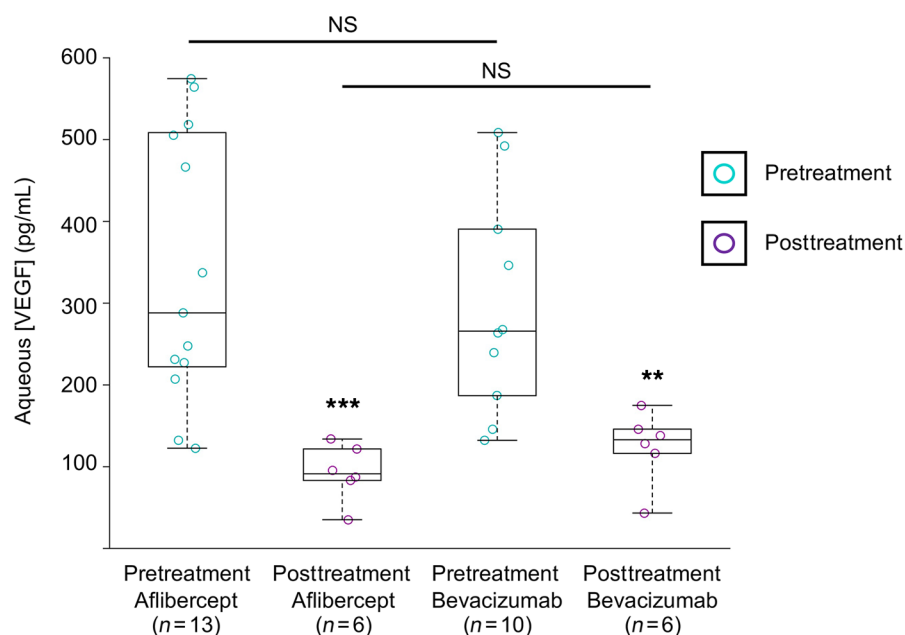 NS
NS
600
500
400
300
200
100
Aqueous [VEGF] (pg/mL)
***
**
Pretreatment
Posttreatment
Pretreatment
Aflibercept
(n=13)
Posttreatment
Aflibercept
(n=6)
Pretreatment
Bevacizumab
(n=10)
Posttreatment
Bevacizumab
(n=6)